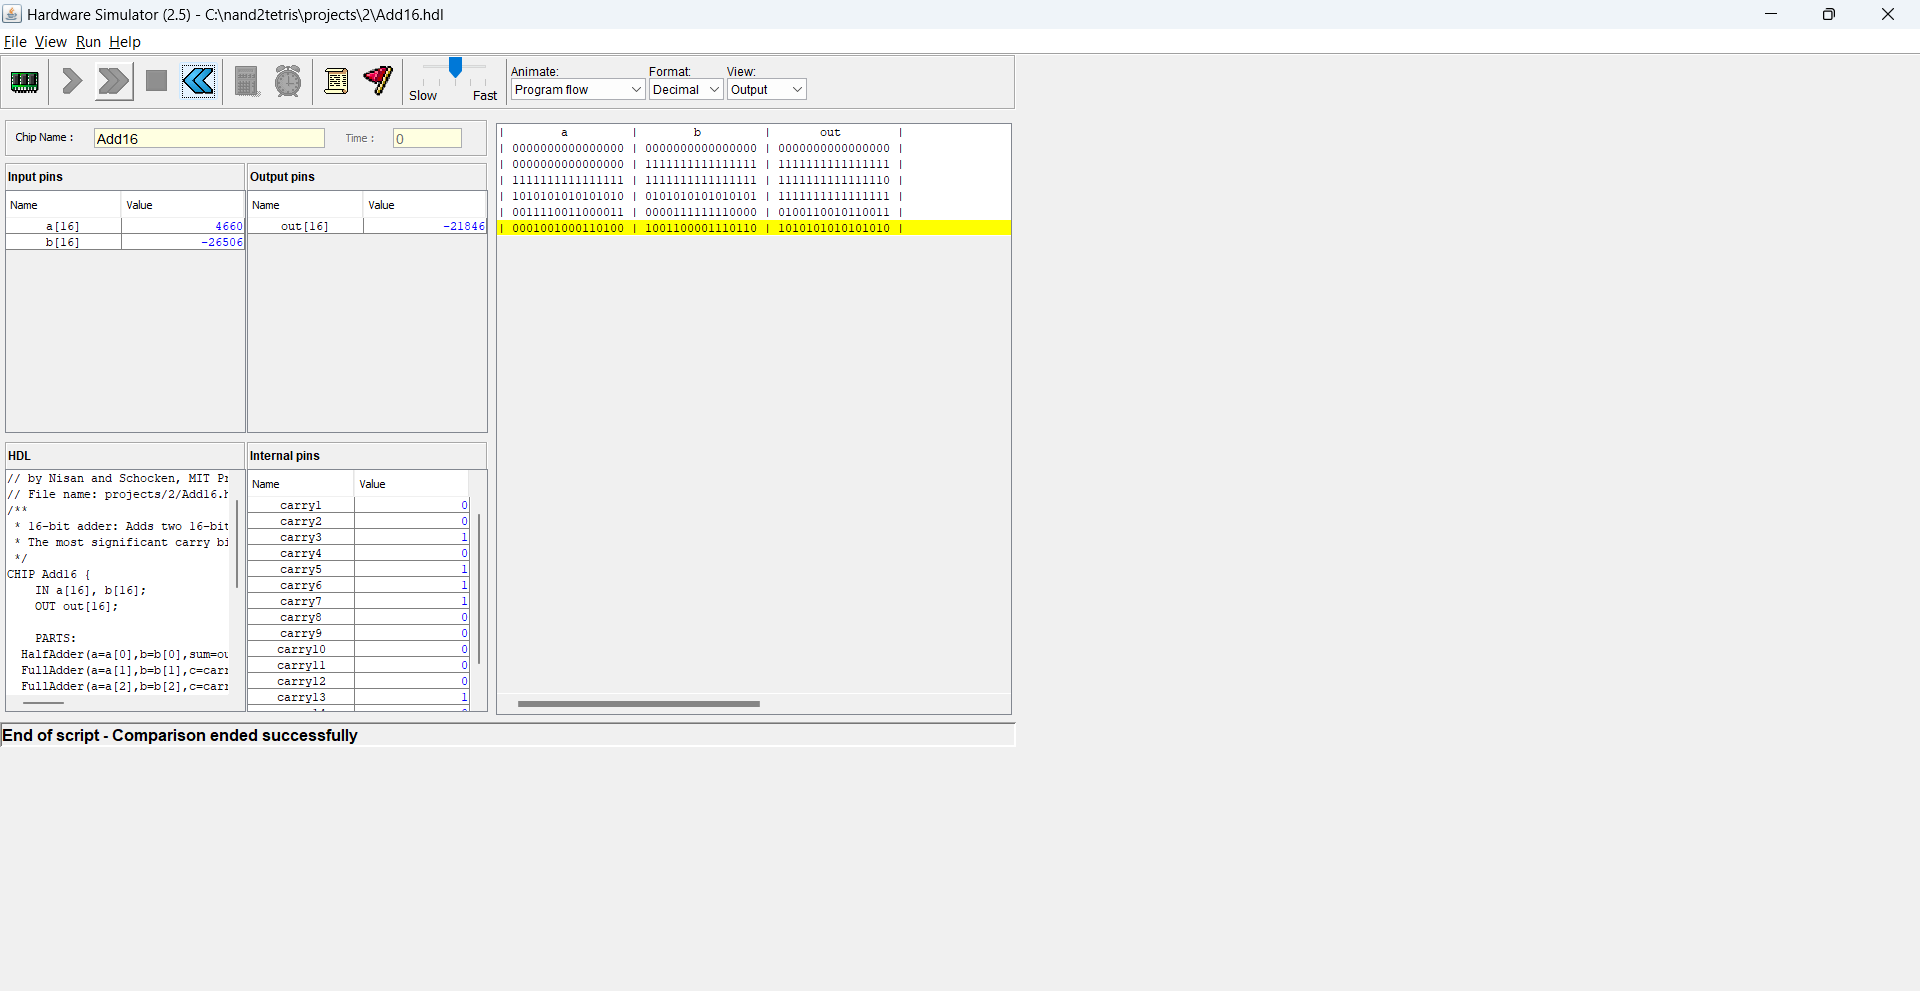 Hardware Simulator (2.5) - C:\nand2tetris\projects\2\Add16.hdl
File View Run Help
Slow Fast
Animate: Format: View:
Program flow Decimal Output
Chip Name : Add16 Time : 0
Input pins
Name Value
a[16] 4660
b[16] -26506
Output pins
Name Value
out[16] -21846
HDL
// by Nisan and Schocken, MIT Pr
// File name: projects/2/Add16.h
/**
* 16-bit adder: Adds two 16-bit
* The most significant carry bi
*/
CHIP Add16 {
IN a[16], b[16];
OUT out[16];
PARTS:
HalfAdder(a=a[0],b=b[0],sum=ou
FullAdder(a=a[1],b=b[1],c=carr
FullAdder(a=a[2],b=b[2],c=carr
Internal pins
Name Value
carry1 0
carry2 0
carry3 1
carry4 0
carry5 1
carry6 1
carry7 1
carry8 0
carry9 0
carry10 0
carry11 0
carry12 0
carry13 1
| a | b | out |
| 0000000000000000 | 0000000000000000 | 0000000000000000 |
| 0000000000000000 | 1111111111111111 | 1111111111111111 |
| 1111111111111111 | 1111111111111111 | 1111111111111110 |
| 1010101010101010 | 0101010101010101 | 1111111111111111 |
| 0011110011000011 | 0000111111110000 | 0100110010110011 |
| 0001001000110100 | 1001100001110110 | 1010101010101010 |
End of script - Comparison ended successfully